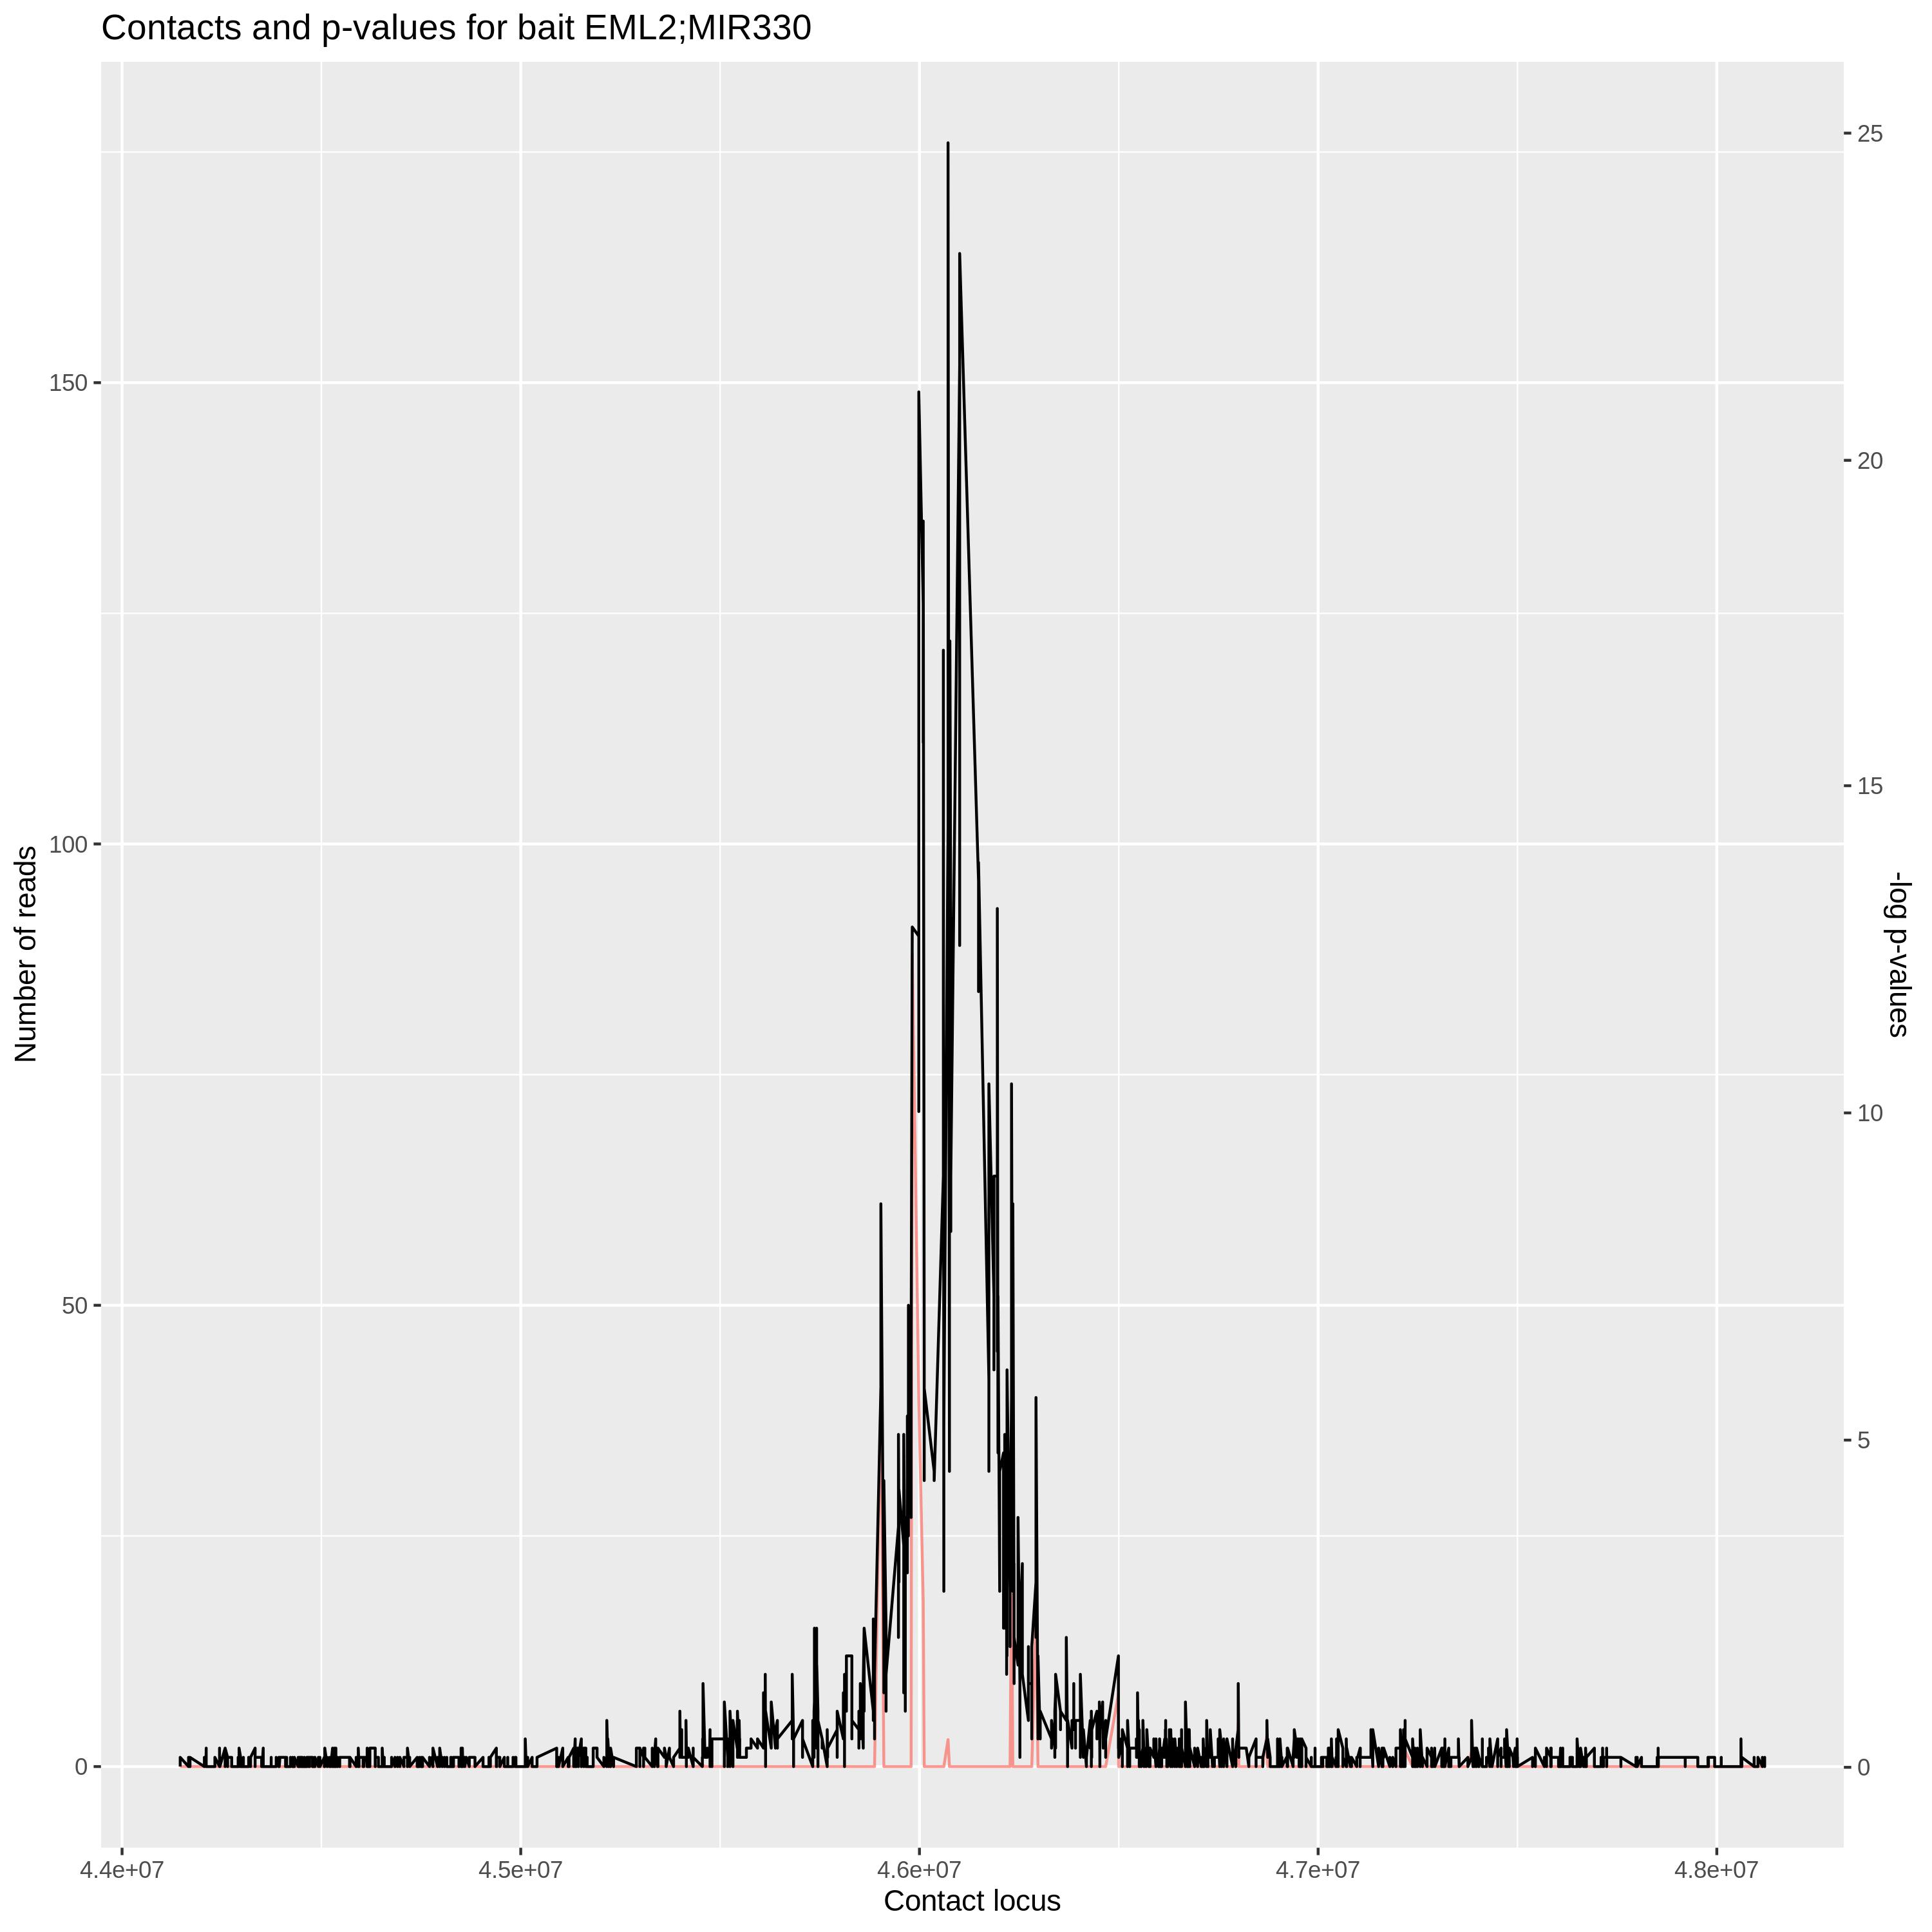 Contacts and p-values for bait EML2;MIR330
Number of reads
150
100
50
0
25
20
15
10
5
0
-log p-values
4.4e+07 4.5e+07 4.6e+07 4.7e+07 4.8e+07
Contact locus